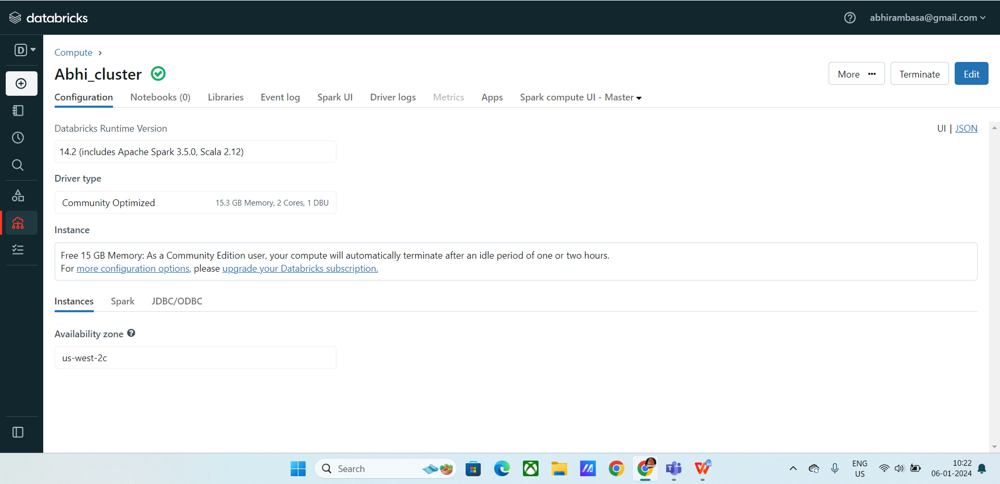 databricks
abhirambasa@gmail.com
D
Compute
Abhi_cluster
More
Terminate
Edit
Configuration
Notebooks (0)
Libraries
Event log
Spark UI
Driver logs
Metrics
Apps
Spark compute UI - Master
Databricks Runtime Version
UI | JSON
14.2 (includes Apache Spark 3.5.0, Scala 2.12)
Driver type
Community Optimized
15.3 GB Memory, 2 Cores, 1 DBU
Instance
Free 15 GB Memory: As a Community Edition user, your compute will automatically terminate after an idle period of one or two hours.
For more configuration options, please upgrade your Databricks subscription.
Instances
Spark
JDBC/ODBC
Availability zone
us-west-2c
Search
ENG
US
10:22
06-01-2024